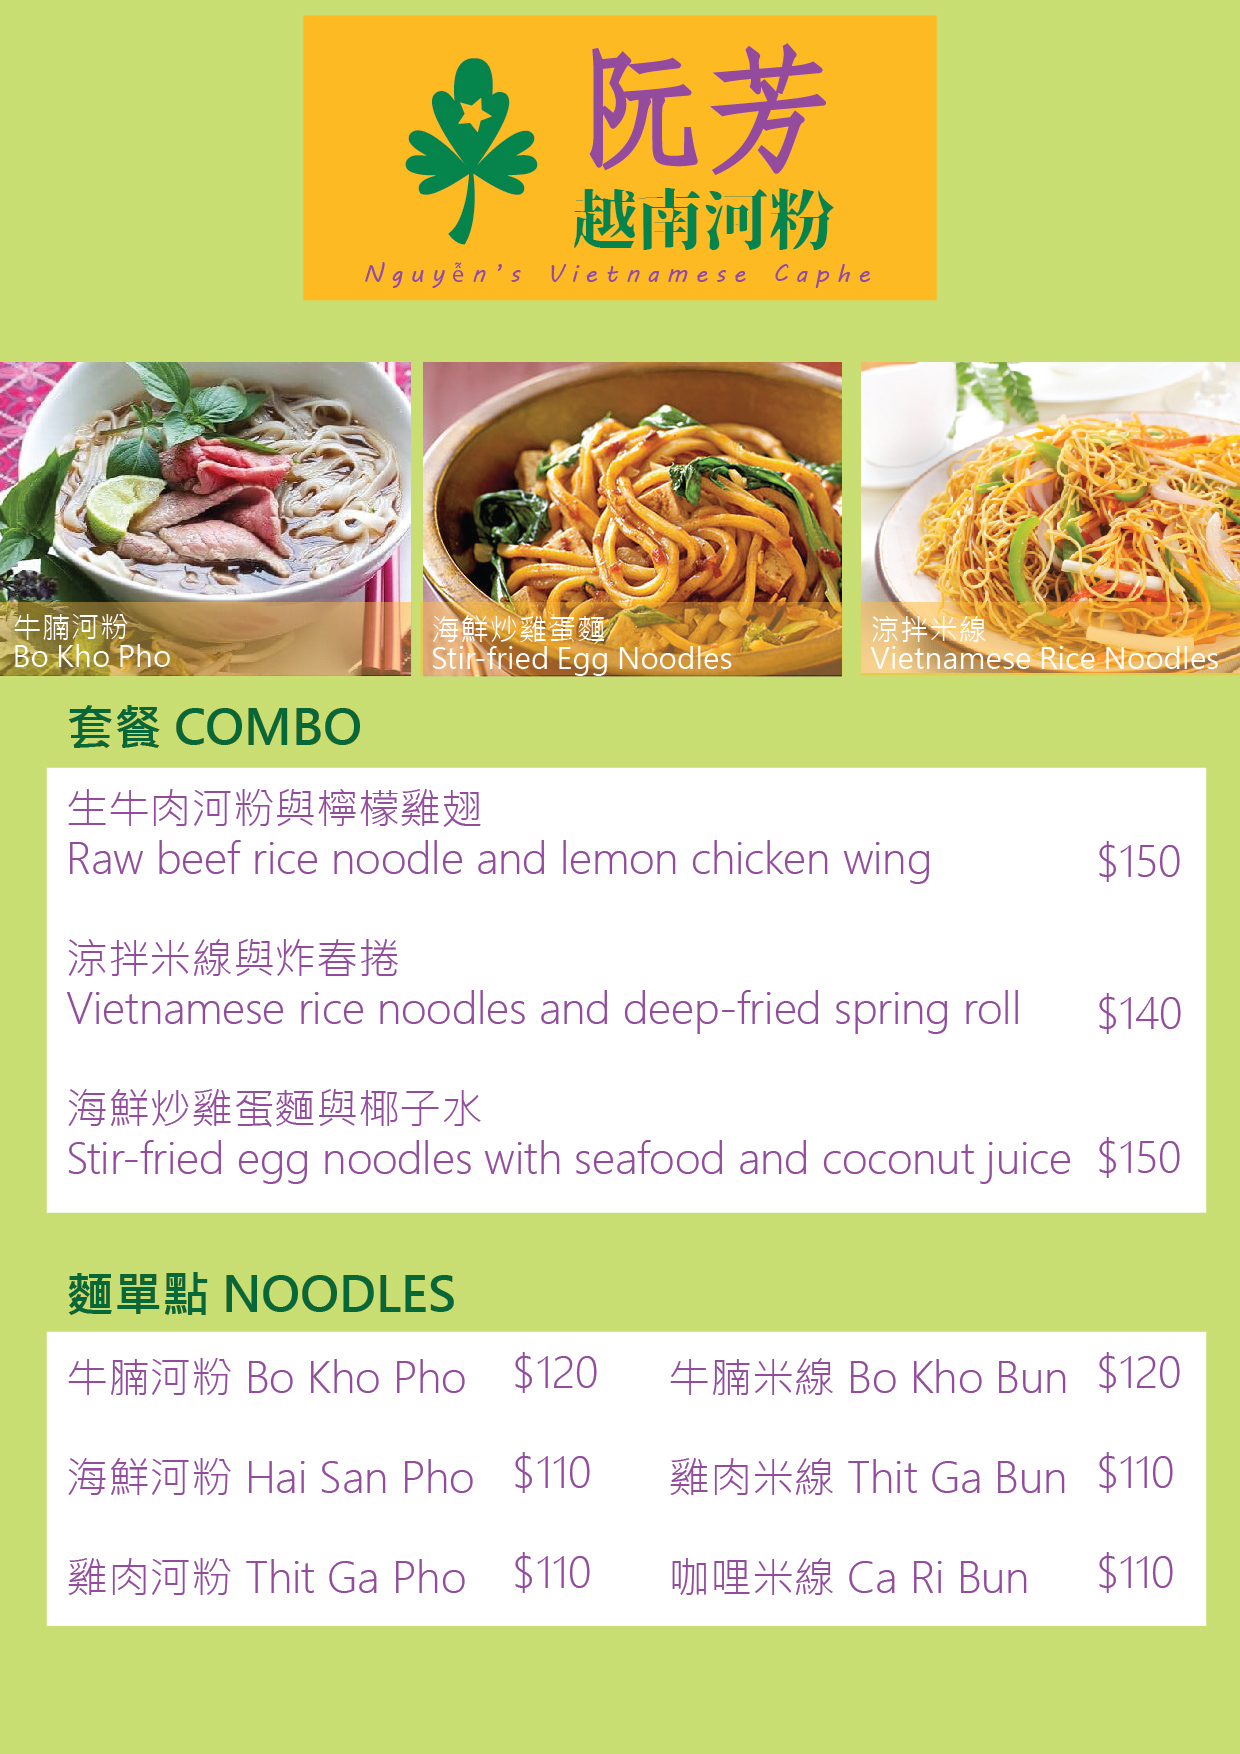 阮芳
越南河粉
Nguyễn's Vietnamese Caphe
牛腩河粉
Bo Kho Pho
海鮮炒雞蛋麵
Stir-fried Egg Noodles
涼拌米線
Vietnamese Rice Noodles
套餐 COMBO
生牛肉河粉與檸檬雞翅
Raw beef rice noodle and lemon chicken wing $150
涼拌米線與炸春捲
Vietnamese rice noodles and deep-fried spring roll $140
海鮮炒雞蛋麵與椰子水
Stir-fried egg noodles with seafood and coconut juice $150
麵單點 NOODLES
牛腩河粉 Bo Kho Pho $120 牛腩米線 Bo Kho Bun $120
海鮮河粉 Hai San Pho $110 雞肉米線 Thit Ga Bun $110
雞肉河粉 Thit Ga Pho $110 咖哩米線 Ca Ri Bun $110